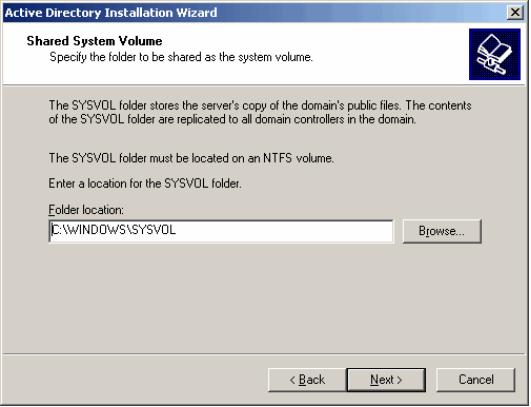 Active Directory Installation Wizard
Shared System Volume
Specify the folder to be shared as the system volume.
The SYSVOL folder stores the server's copy of the domain's public files. The contents
of the SYSVOL folder are replicated to all domain controllers in the domain.
The SYSVOL folder must be located on an NTFS volume.
Enter a location for the SYSVOL folder.
Folder location:
C:\WINDOWS\SYSVOL
Browse...
< Back
Next >
Cancel